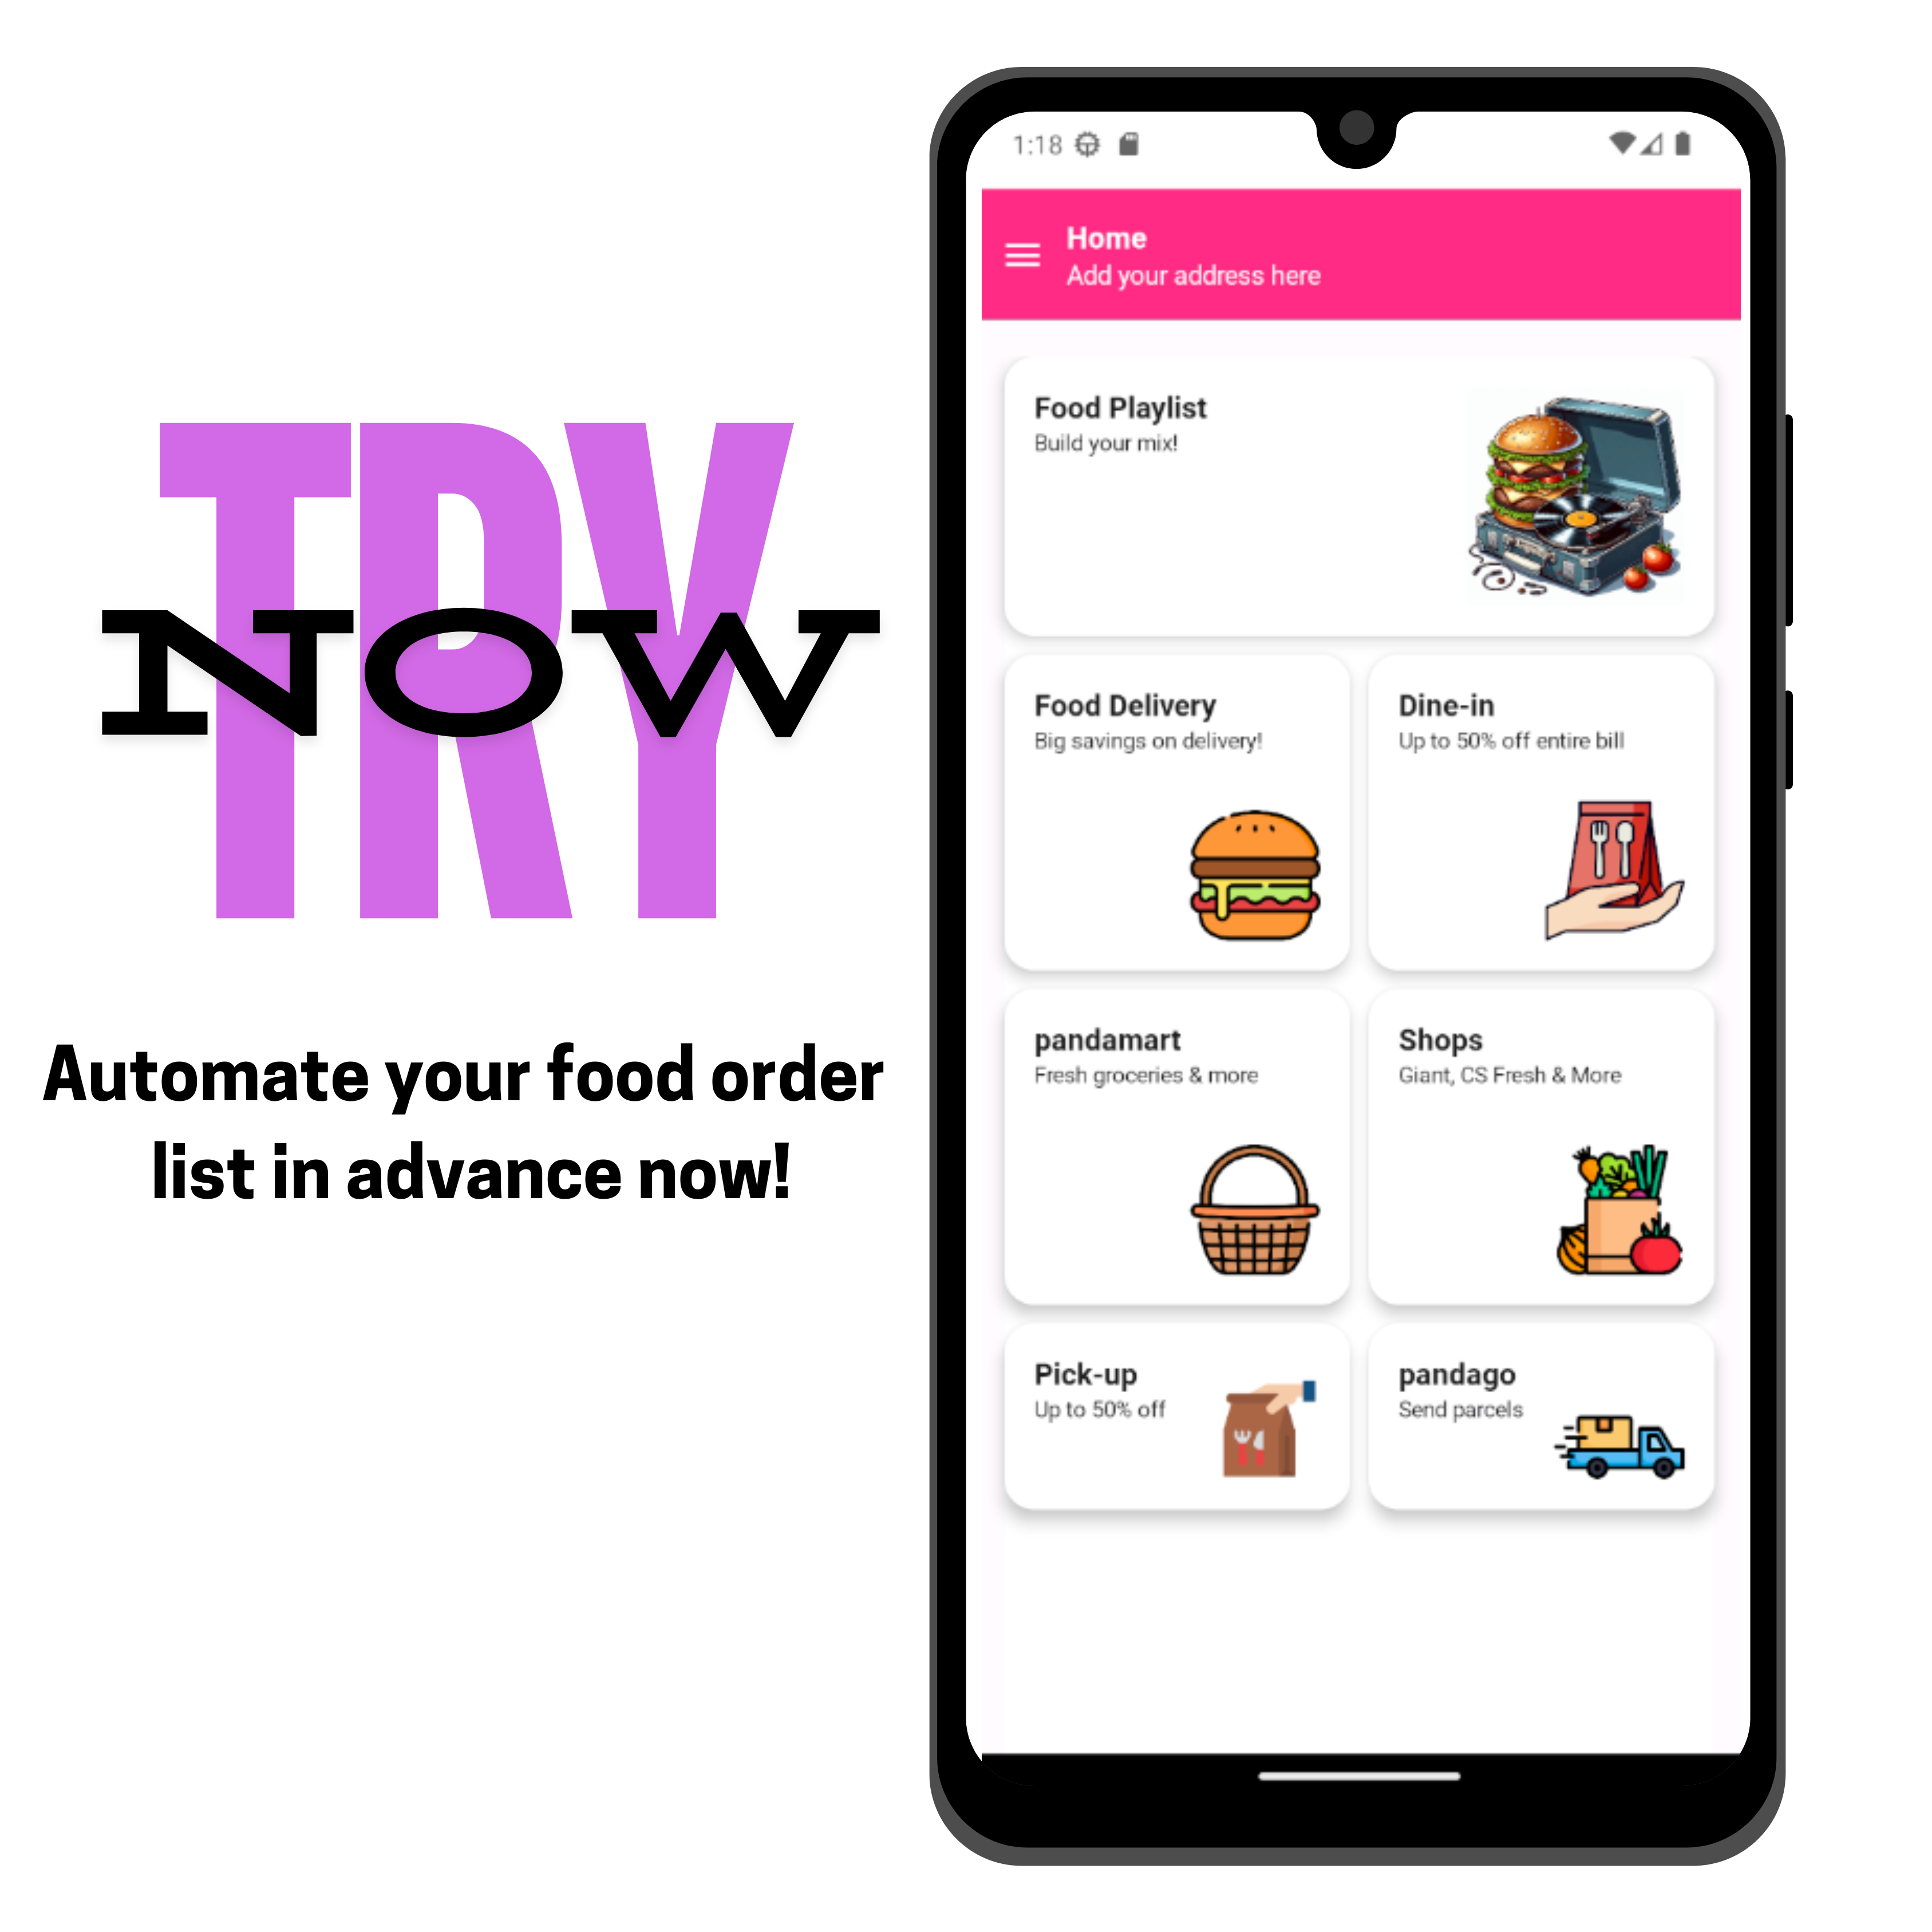 TRY
NOW
Automate your food order
list in advance now!
1:18
Home
Add your address here
Food Playlist
Build your mix!
Food Delivery
Big savings on delivery!
Dine-in
Up to 50% off entire bill
pandamart
Fresh groceries & more
Shops
Giant, CS Fresh & More
Pick-up
Up to 50% off
pandago
Send parcels